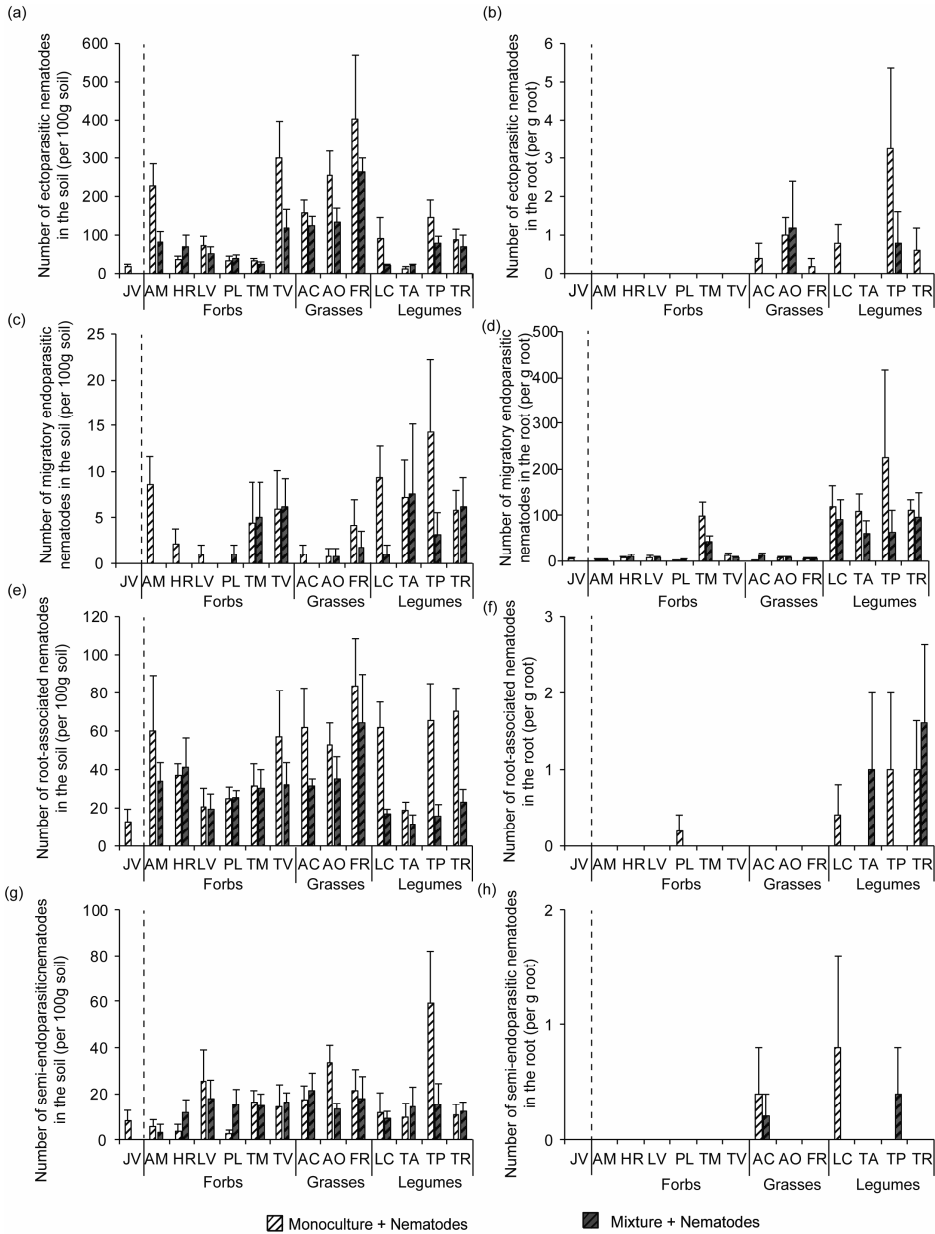 (a)
Number of ectoparasitic nematodes
in the soil (per 100g soil)
600
500
400
300
200
100
0
JV AM HR LV PL TM TV AC AO FR LC TA TP TR
Forbs Grasses Legumes
(b)
Number of ectoparasitic nematodes
in the root (per g root)
6
5
4
3
2
1
0
JV AM HR LV PL TM TV AC AO FR LC TA TP TR
Forbs Grasses Legumes
(c)
Number of migratory endoparasitic
nematodes in the soil (per 100g soil)
25
20
15
10
5
0
JV AM HR LV PL TM TV AC AO FR LC TA TP TR
Forbs Grasses Legumes
(d)
Number of migratory endoparasitic
nematodes in the root (per g root)
500
400
300
200
100
0
JV AM HR LV PL TM TV AC AO FR LC TA TP TR
Forbs Grasses Legumes
(e)
Number of root-associated nematodes
in the soil (per 100g soil)
120
100
80
60
40
20
0
JV AM HR LV PL TM TV AC AO FR LC TA TP TR
Forbs Grasses Legumes
(f)
Number of root-associated nematodes
in the root (per g root)
3
2
1
0
JV AM HR LV PL TM TV AC AO FR LC TA TP TR
Forbs Grasses Legumes
(g)
Number of semi-endoparasiticnematodes
in the soil (per 100g soil)
100
80
60
40
20
0
JV AM HR LV PL TM TV AC AO FR LC TA TP TR
Forbs Grasses Legumes
(h)
Number of semi-endoparasitic nematodes
in the root (per g root)
2
1
0
JV AM HR LV PL TM TV AC AO FR LC TA TP TR
Forbs Grasses Legumes
Monoculture + Nematodes
Mixture + Nematodes